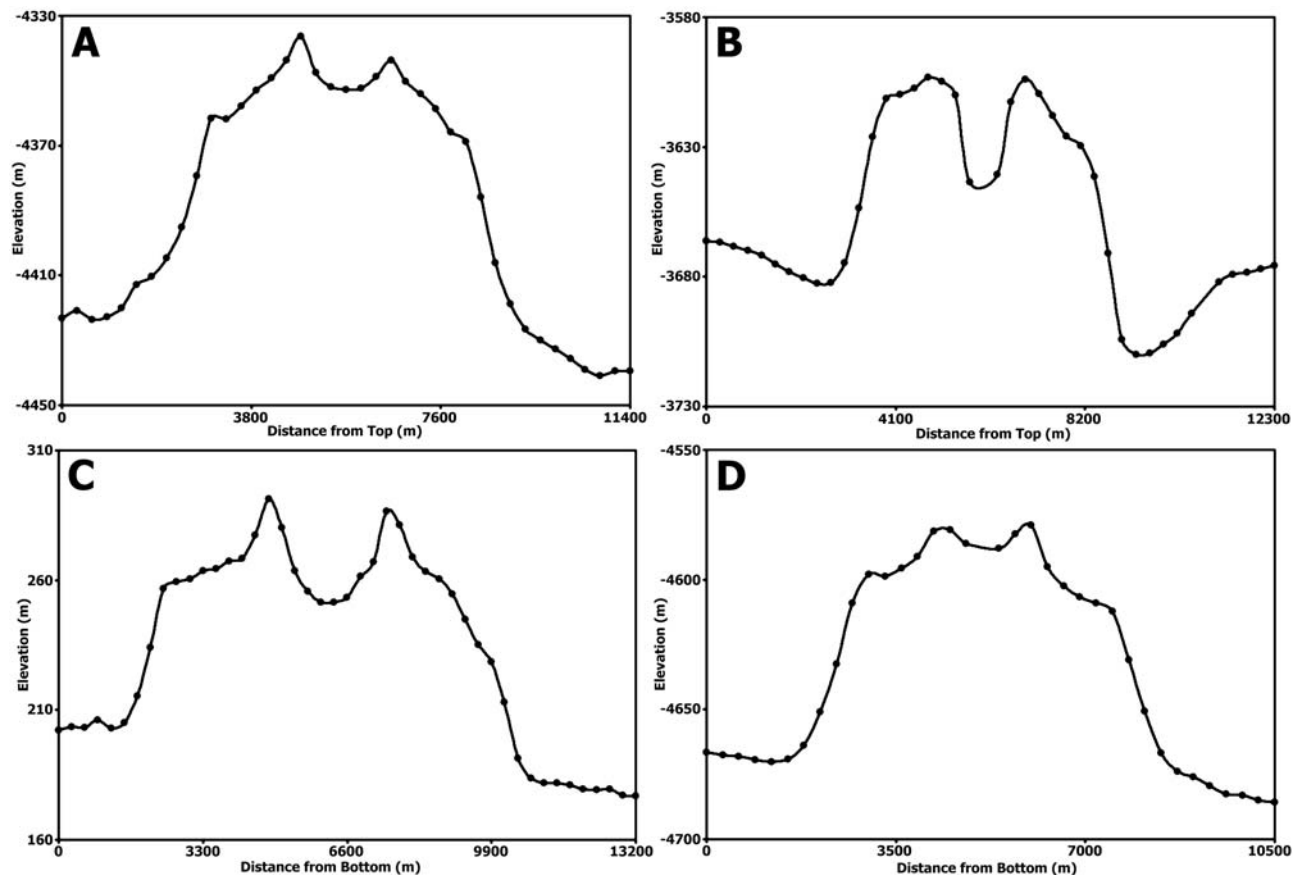 A
Elevation (m)
-4330
-4370
-4410
-4450
0
3800
7600
11400
Distance from Top (m)
B
Elevation (m)
-3580
-3630
-3680
-3730
0
4100
8200
12300
Distance from Top (m)
C
Elevation (m)
310
260
210
160
0
3300
6600
9900
13200
Distance from Bottom (m)
D
Elevation (m)
-4550
-4600
-4650
-4700
0
3500
7000
10500
Distance from Bottom (m)